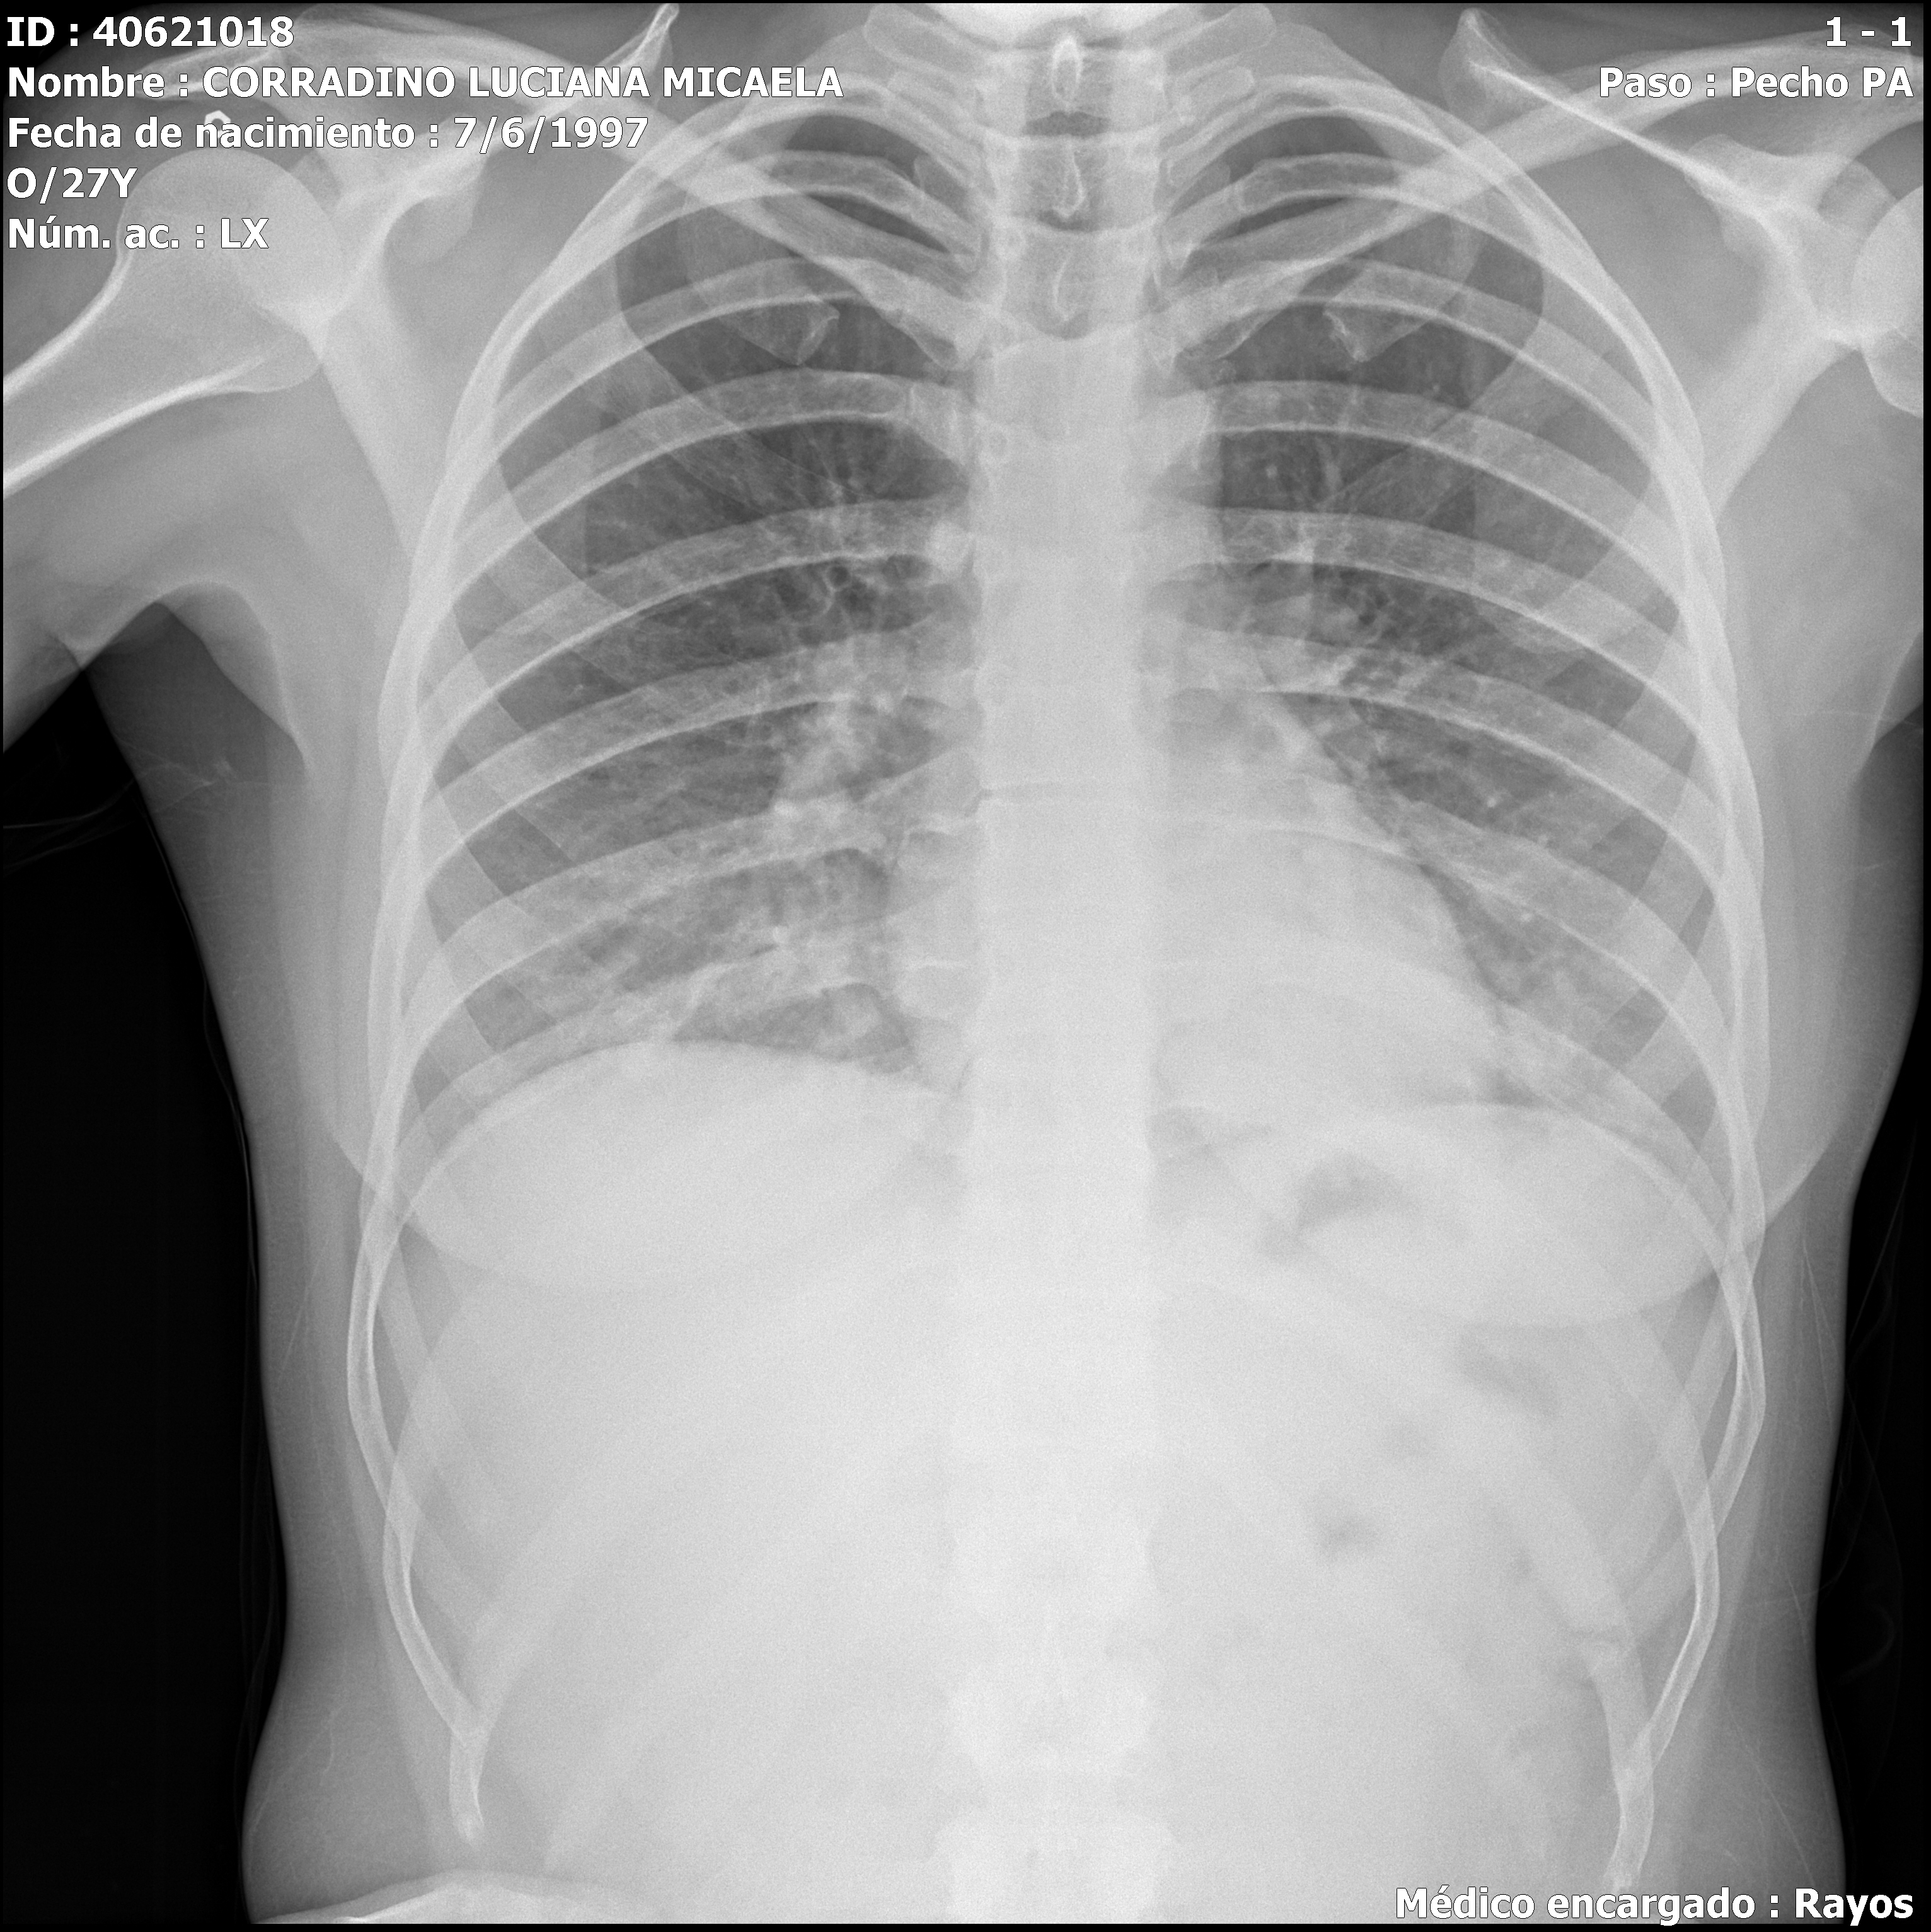 ID : 40621018
Nombre : CORRADINO LUCIANA MICAELA
Fecha de nacimiento : 7/6/1997
O/27Y
Núm. ac. : LX
1 - 1
Paso : Pecho PA
Médico encargado : Rayos